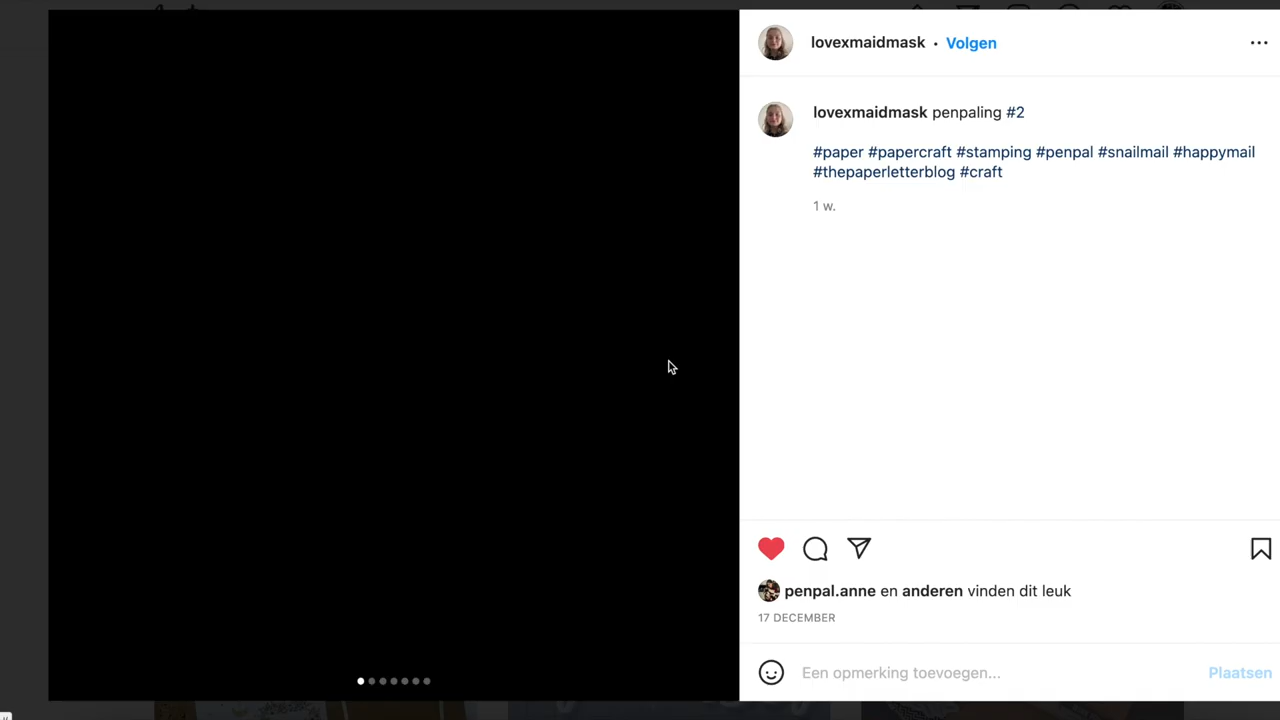 lovexmaidmask • Volgen
lovexmaidmask penpaling #2
#paper #papercraft #stamping #penpal #snailmail #happymail
#thepaperletterblog #craft
1 w.
penpal.anne en anderen vinden dit leuk
17 DECEMBER
Een opmerking toevoegen...
Plaatsen